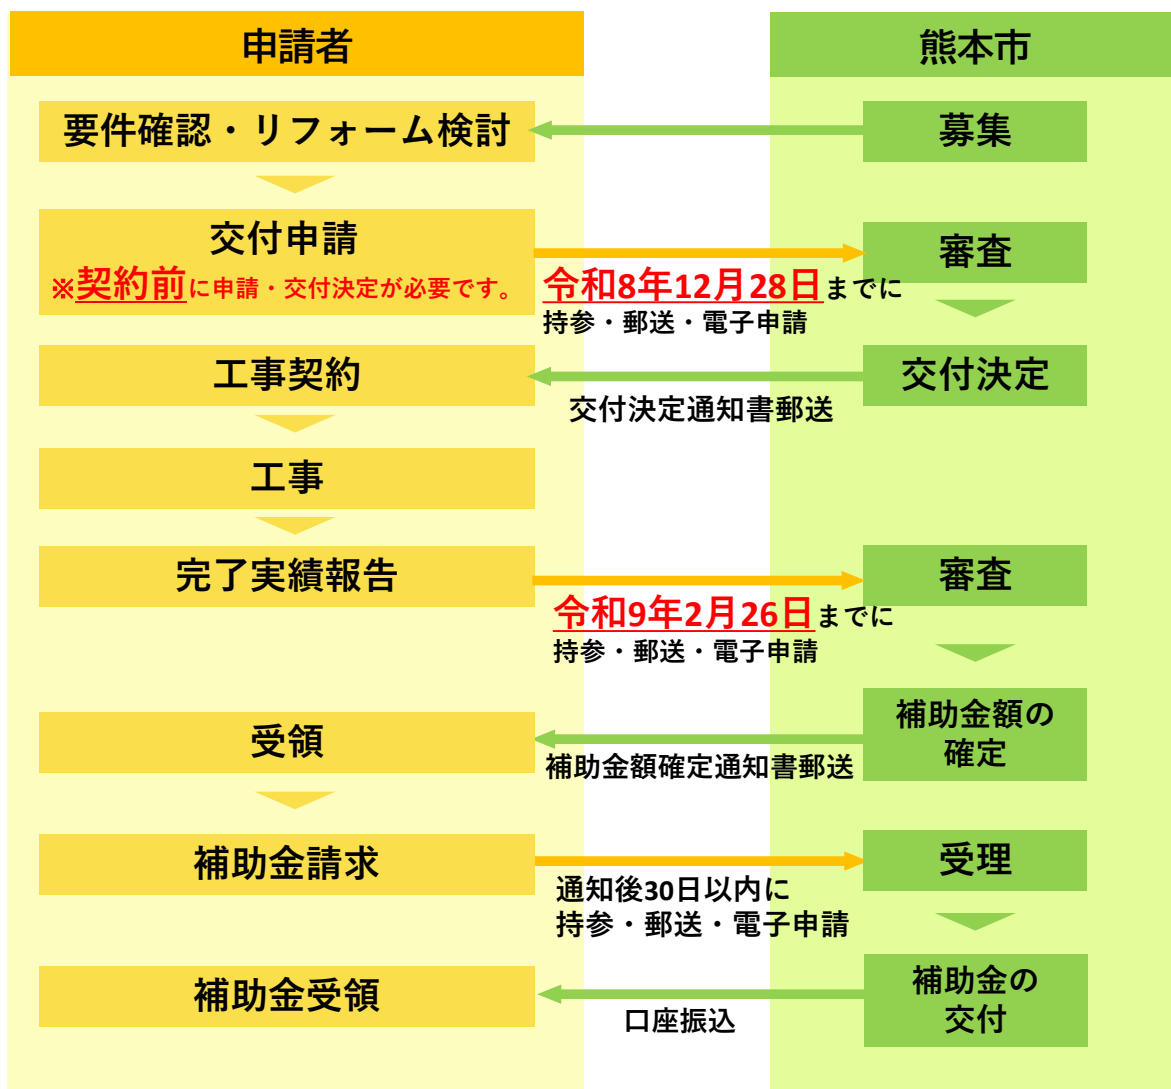 申請者
熊本市
要件確認・リフォーム検討
募集
交付申請
※契約前に申請・交付決定が必要です。
令和8年12月28日までに
持参・郵送・電子申請
審査
工事契約
交付決定通知書郵送
交付決定
工事
完了実績報告
令和9年2月26日までに
持参・郵送・電子申請
審査
受領
補助金額確定通知書郵送
補助金額の
確定
補助金請求
通知後30日以内に
持参・郵送・電子申請
受理
補助金受領
口座振込
補助金の
交付